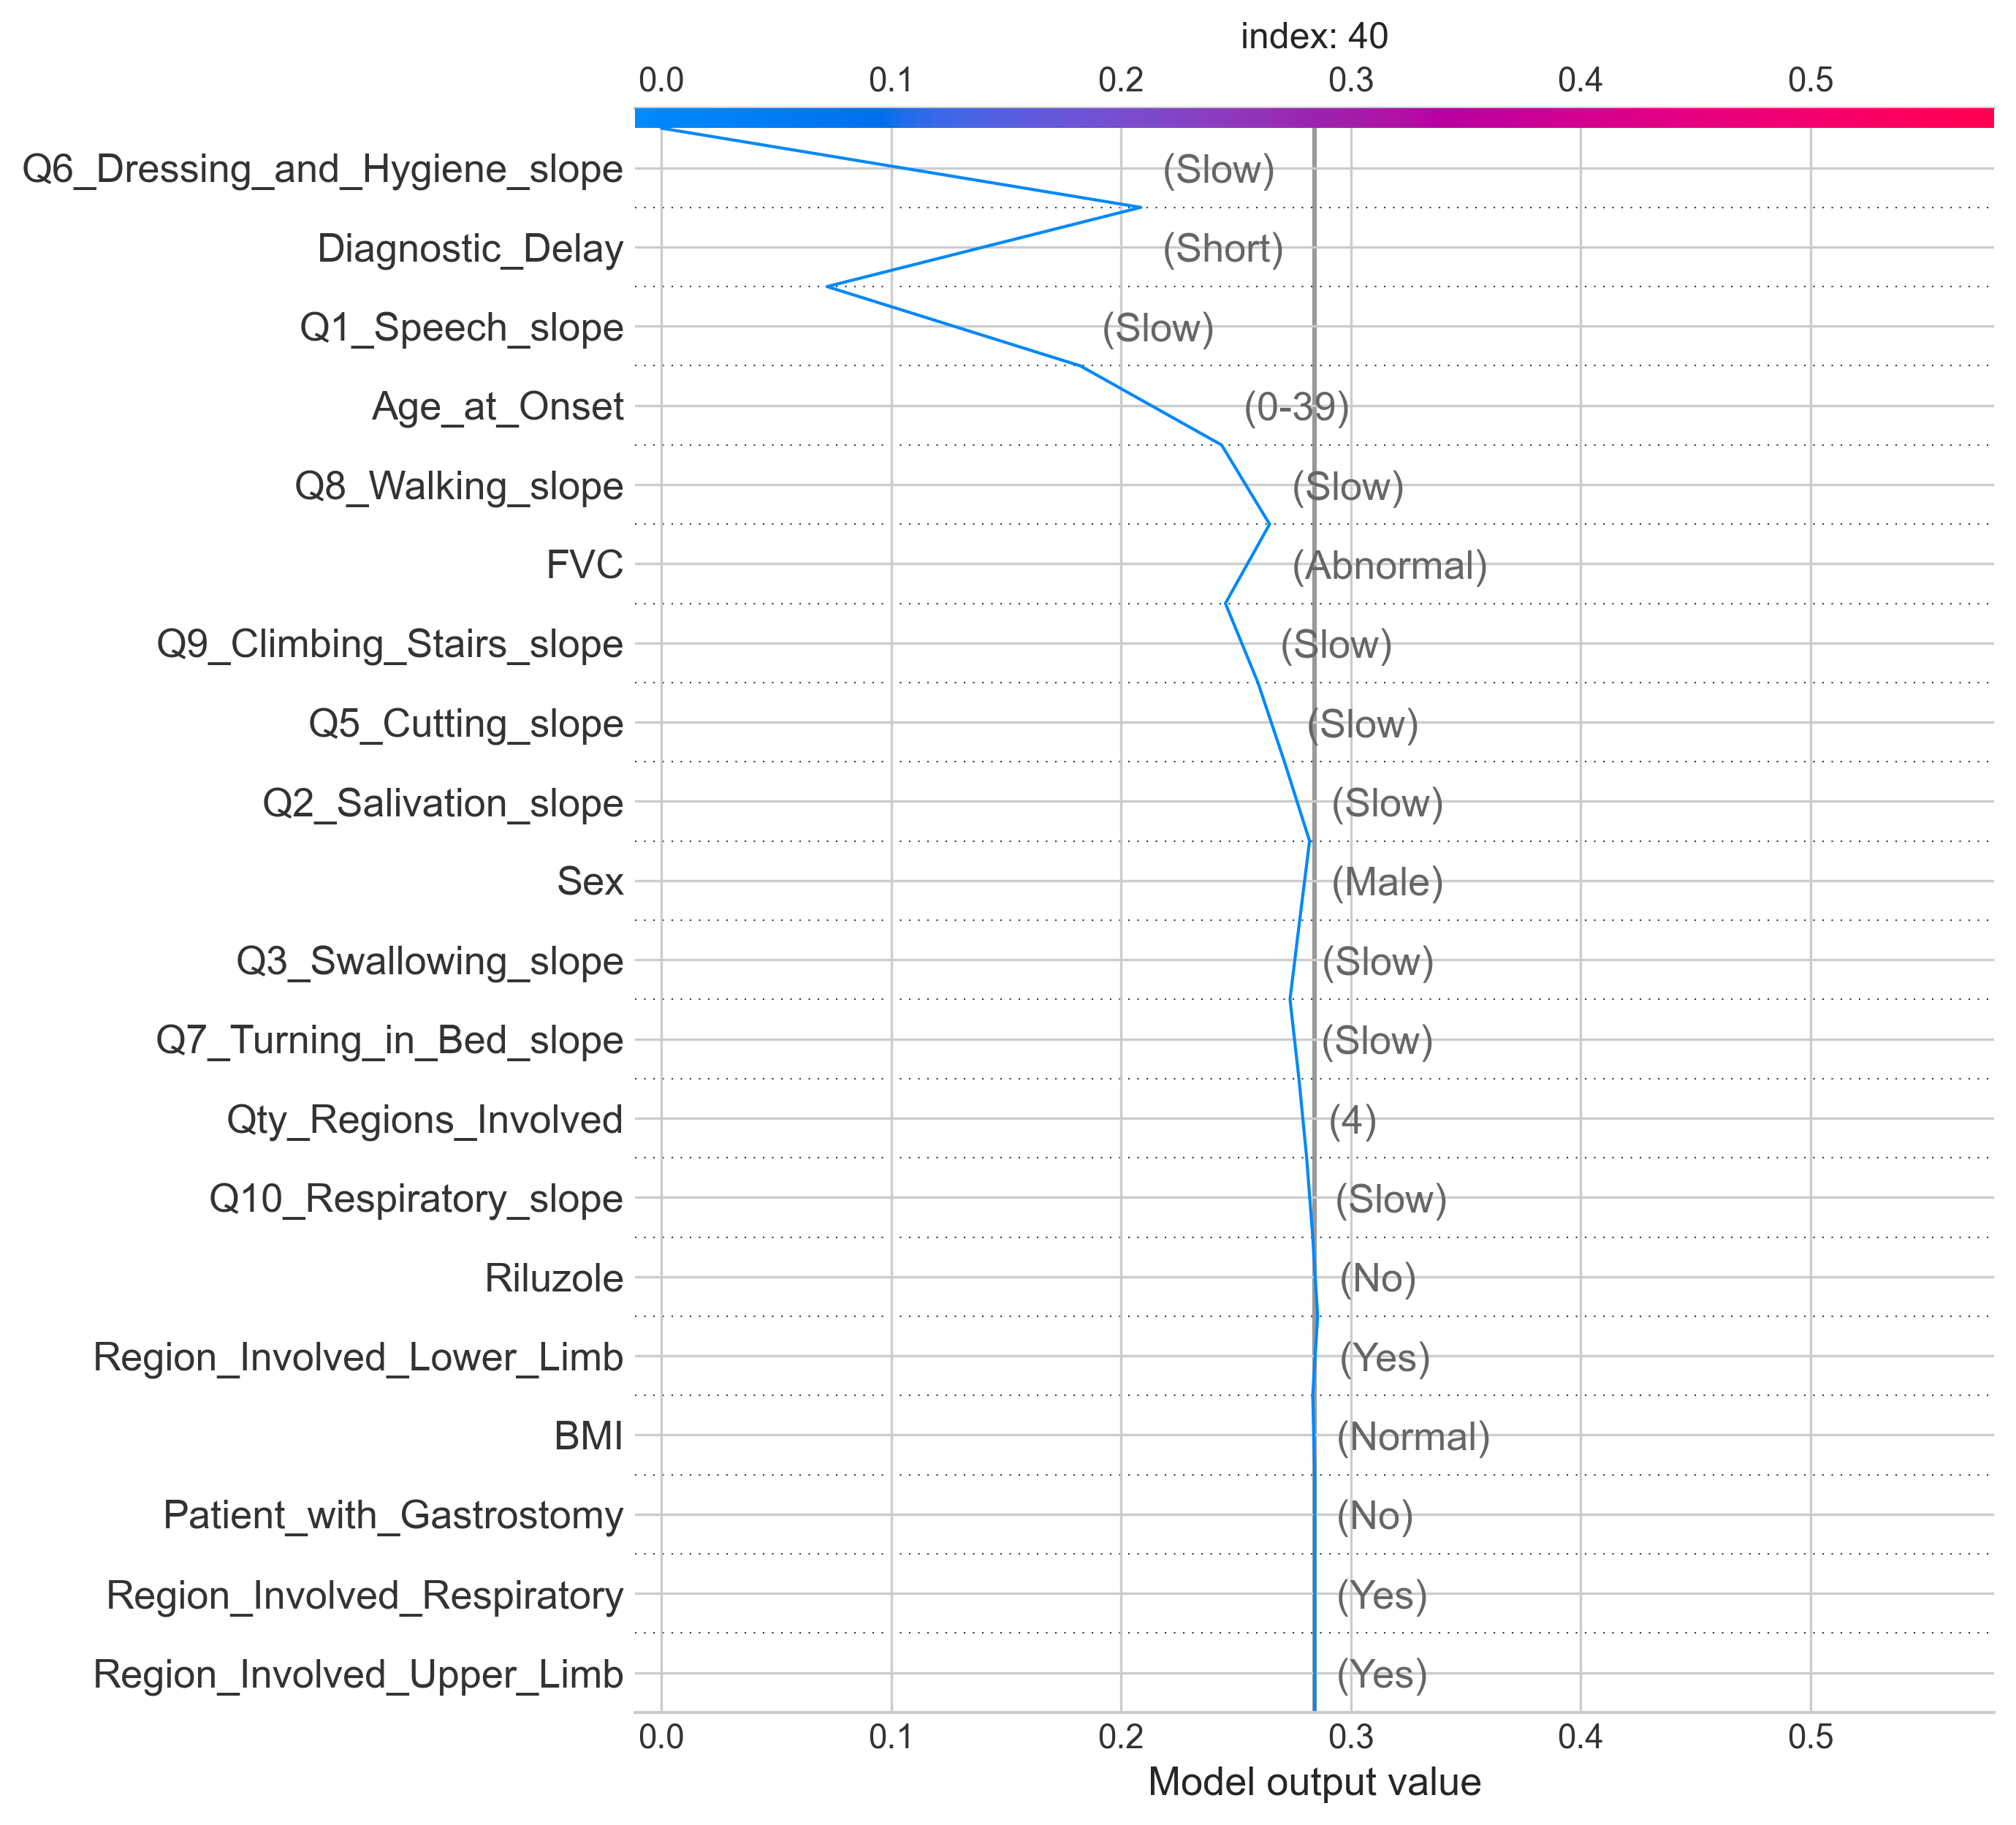 index: 40
0.0 0.1 0.2 0.3 0.4 0.5
Q6_Dressing_and_Hygiene_slope (Slow)
Diagnostic_Delay (Short)
Q1_Speech_slope (Slow)
Age_at_Onset (0-39)
Q8_Walking_slope (Slow)
FVC (Abnormal)
Q9_Climbing_Stairs_slope (Slow)
Q5_Cutting_slope (Slow)
Q2_Salivation_slope (Slow)
Sex (Male)
Q3_Swallowing_slope (Slow)
Q7_Turning_in_Bed_slope (Slow)
Qty_Regions_Involved (4)
Q10_Respiratory_slope (Slow)
Riluzole (No)
Region_Involved_Lower_Limb (Yes)
BMI (Normal)
Patient_with_Gastrostomy (No)
Region_Involved_Respiratory (Yes)
Region_Involved_Upper_Limb (Yes)
0.0 0.1 0.2 0.3 0.4 0.5
Model output value